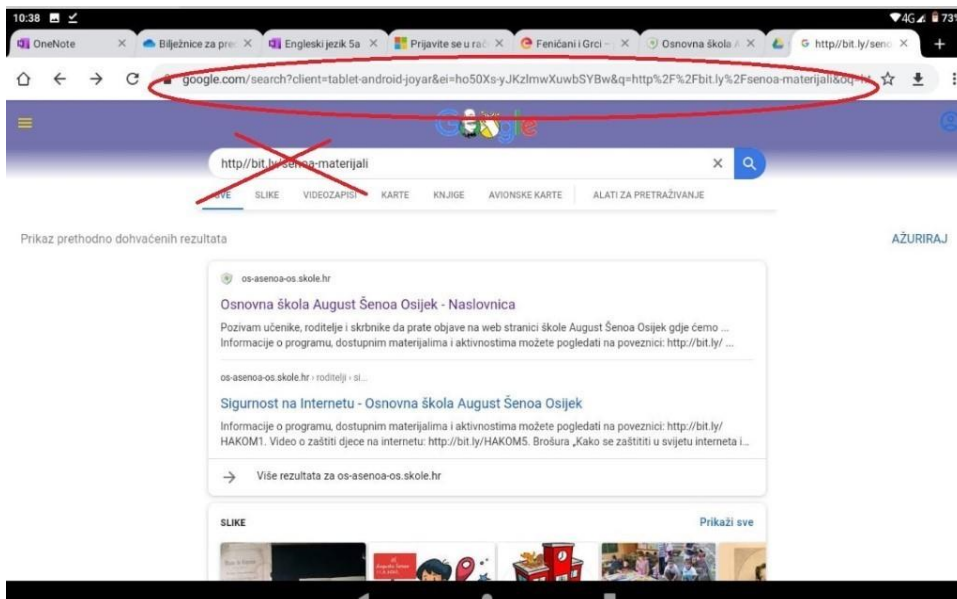 10:38 4G 73%
OneNote
Bilježnice za pre
Engleski jezik 5a
Prijavite se u rač
Feničani i Grci –
Osnovna škola A
http//bit.ly/seno
google.com/search?client=tablet-android-joyar&ei=ho50Xs-yJKzlmwXuwbSYBw&q=http%2F%2Fbit.ly%2Fsenoa-materijali&oq=ht
Google
http//bit.ly/senoa-materijali
SVE SLIKE VIDEOZAPISI KARTE KNJIGE AVIONSKE KARTE ALATI ZA PRETRAŽIVANJE
Prikaz prethodno dohvaćenih rezultata AŽURIRAJ
os-asenoa-os.skole.hr
Osnovna škola August Šenoa Osijek - Naslovnica
Pozivam učenike, roditelje i skrbnike da prate objave na web stranici škole August Šenoa Osijek gdje ćemo ...
Informacije o programu, dostupnim materijalima i aktivnostima možete pogledati na poveznici: http://bit.ly/ ...
os-asenoa-os.skole.hr › roditelji › si...
Sigurnost na Internetu - Osnovna škola August Šenoa Osijek
Informacije o programu, dostupnim materijalima i aktivnostima možete pogledati na poveznici: http://bit.ly/
HAKOM1. Video o zaštiti djece na internetu: http://bit.ly/HAKOM5. Brošura „Kako se zaštititi u svijetu interneta i...
Više rezultata za os-asenoa-os.skole.hr
SLIKE Prikaži sve